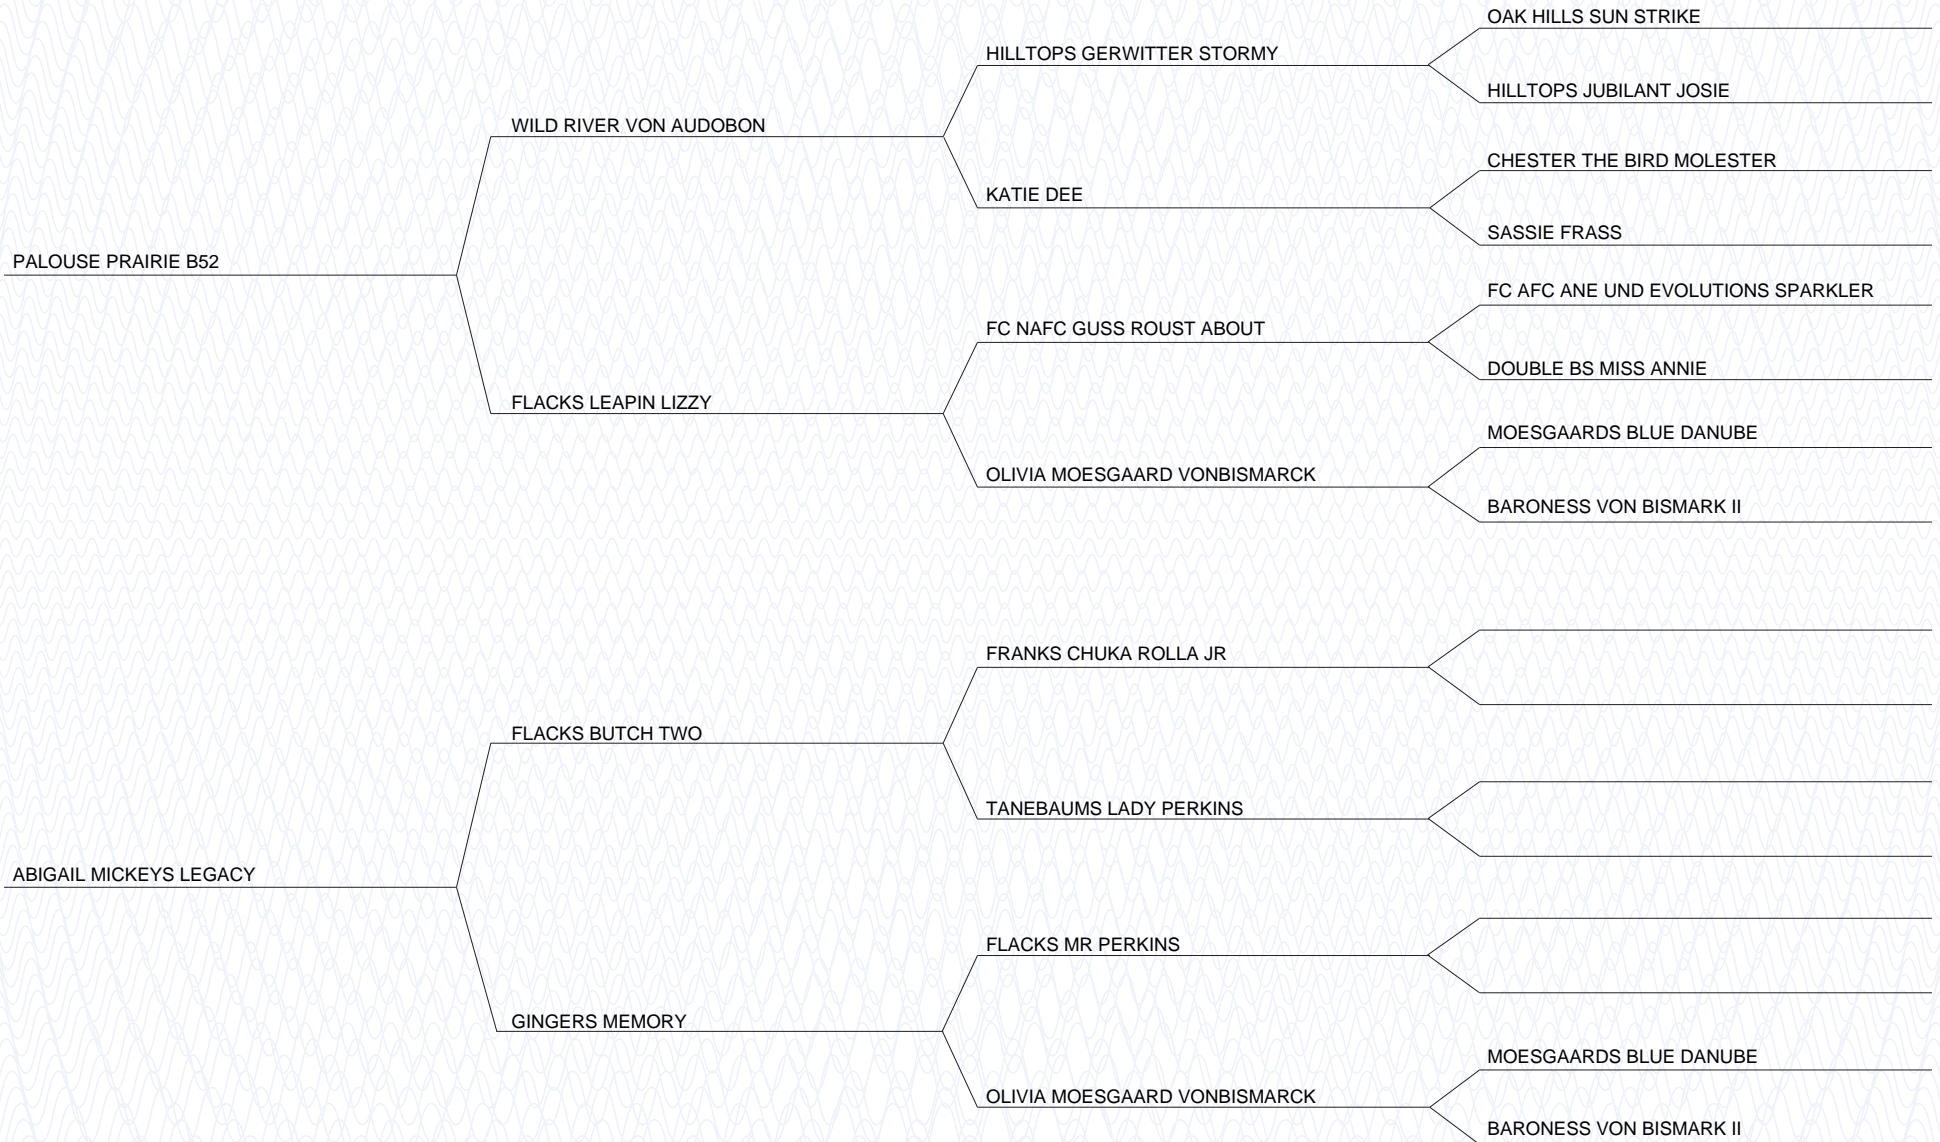 OAK HILLS SUN STRIKE
HILLTOPS GERWITTER STORMY
HILLTOPS JUBILANT JOSIE
WILD RIVER VON AUDOBON
CHESTER THE BIRD MOLESTER
KATIE DEE
SASSIE FRASS
PALOUSE PRAIRIE B52
FC AFC ANE UND EVOLUTIONS SPARKLER
FC NAFC GUSS ROUST ABOUT
DOUBLE BS MISS ANNIE
FLACKS LEAPIN LIZZY
MOESGAARDS BLUE DANUBE
OLIVIA MOESGAARD VONBISMARCK
BARONESS VON BISMARK II
FRANKS CHUKA ROLLA JR
FLACKS BUTCH TWO
TANEBAUMS LADY PERKINS
ABIGAIL MICKEYS LEGACY
FLACKS MR PERKINS
GINGERS MEMORY
MOESGAARDS BLUE DANUBE
OLIVIA MOESGAARD VONBISMARCK
BARONESS VON BISMARK II